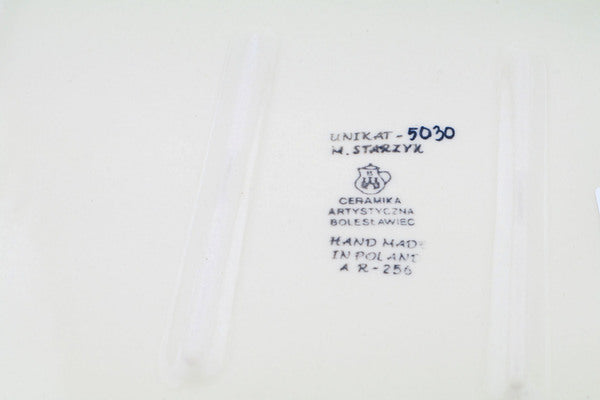 UNIKAT-5030
M. STARZYK
CERAMIKA
ARTYSTYCZNA
BOLESŁAWIEC
HAND MADE
IN POLAND
A R-256